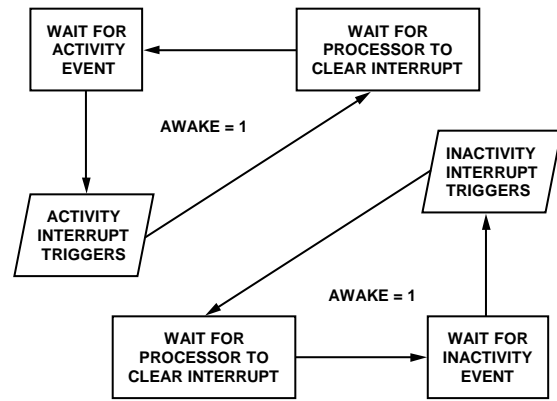 WAIT FOR
ACTIVITY
EVENT
WAIT FOR
PROCESSOR TO
CLEAR INTERRUPT
AWAKE = 1
ACTIVITY
INTERRUPT
TRIGGERS
INACTIVITY
INTERRUPT
TRIGGERS
AWAKE = 1
WAIT FOR
PROCESSOR TO
CLEAR INTERRUPT
WAIT FOR
INACTIVITY
EVENT